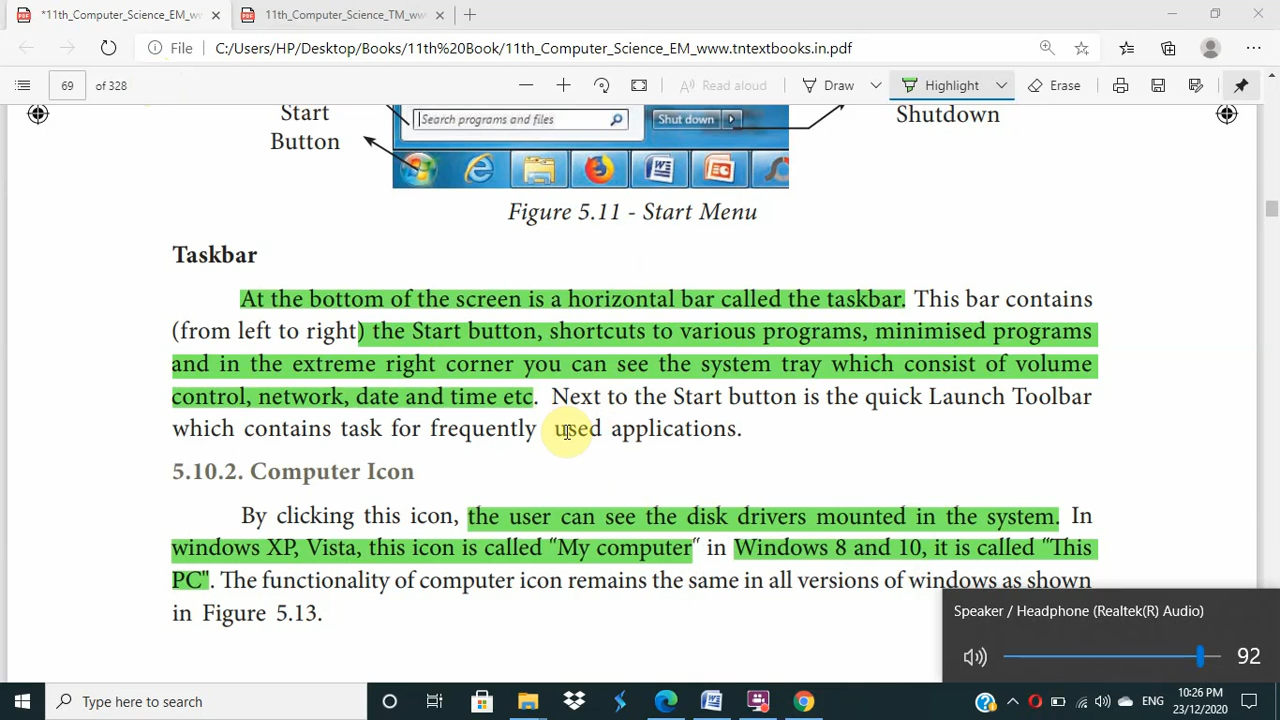 *11th_Computer_Science_EM_w
11th_Computer_Science_TM_www
File
C:/Users/HP/Desktop/Books/11th%20Book/11th_Computer_Science_EM_www.tntextbooks.in.pdf
69 of 328
Read aloud
Draw
Highlight
Erase
Start
Button
Search programs and files
Shut down
Shutdown
Figure 5.11 - Start Menu
Taskbar
At the bottom of the screen is a horizontal bar called the taskbar. This bar contains
(from left to right) the Start button, shortcuts to various programs, minimised programs
and in the extreme right corner you can see the system tray which consist of volume
control, network, date and time etc. Next to the Start button is the quick Launch Toolbar
which contains task for frequently used applications.
5.10.2. Computer Icon
By clicking this icon, the user can see the disk drivers mounted in the system. In
windows XP, Vista, this icon is called “My computer“ in Windows 8 and 10, it is called “This
PC". The functionality of computer icon remains the same in all versions of windows as shown
in Figure 5.13.
Speaker / Headphone (Realtek(R) Audio)
92
Type here to search
ENG
10:26 PM
23/12/2020